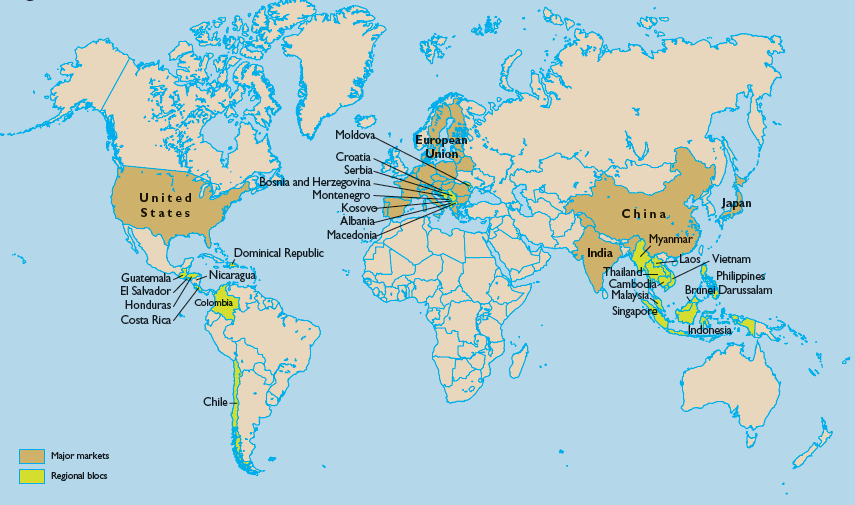 Moldova
European
Union
Croatia
Serbia
Bosnia and Herzegovina
Montenegro
Kosovo
Albania
Macedonia
United
States
China
Japan
India
Myanmar
Laos
Vietnam
Thailand
Cambodia
Philippines
Malaysia
Brunei Darussalam
Singapore
Indonesia
Dominical Republic
Guatemala
Nicaragua
El Salvador
Honduras
Colombia
Costa Rica
Chile
Major markets
Regional blocs